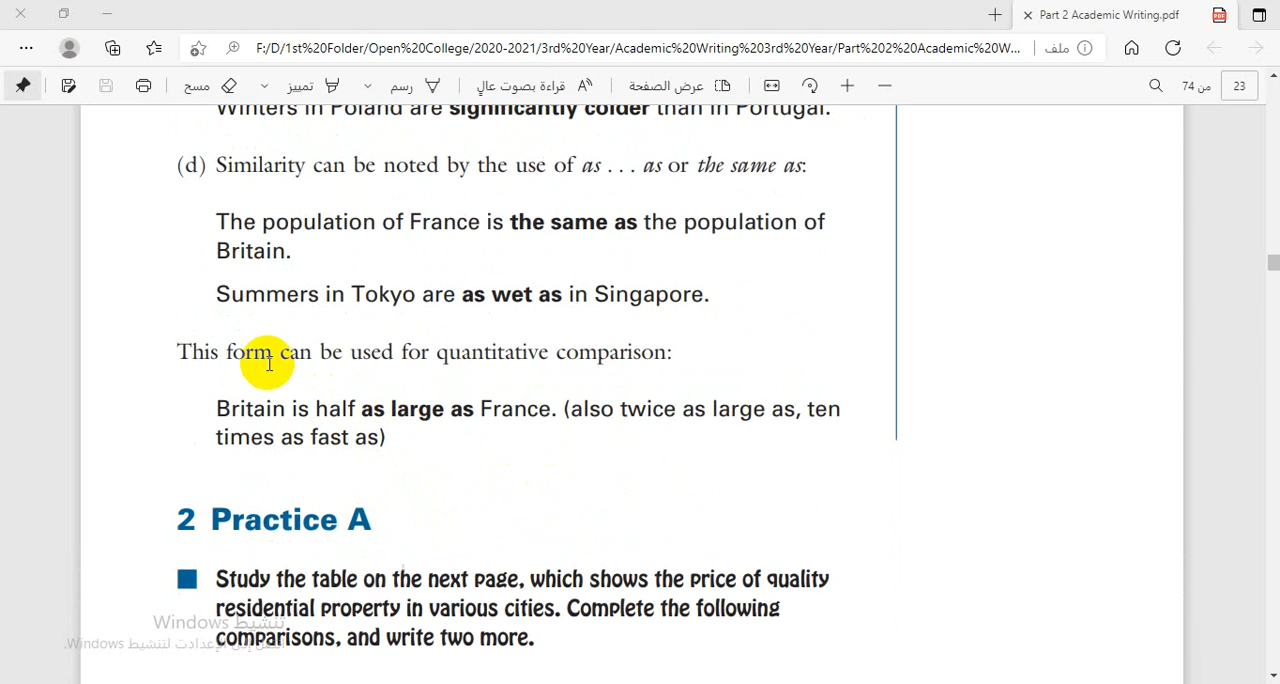 Part 2 Academic Writing.pdf
F:/D/1st%20Folder/Open%20College/2020-2021/3rd%20Year/Academic%20Writing%203rd%20Year/Part%202%20Academic%20W...
ملف
مسح
تمييز
رسم
قراءة بصوت عالٍ
عرض الصفحة
من 74
23
Winters in Poland are significantly colder than in Portugal.
(d) Similarity can be noted by the use of as . . . as or the same as:
The population of France is the same as the population of
Britain.
Summers in Tokyo are as wet as in Singapore.
This form can be used for quantitative comparison:
Britain is half as large as France. (also twice as large as, ten
times as fast as)
2 Practice A
Study the table on the next page, which shows the price of quality
residential property in various cities. Complete the following
comparisons, and write two more.
تنشيط Windows
انتقل إلى الإعدادات لتنشيط Windows.